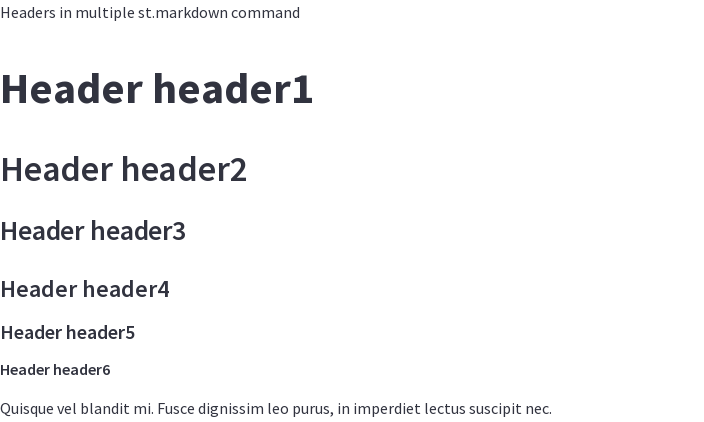 Headers in multiple st.markdown command
Header header1
Header header2
Header header3
Header header4
Header header5
Header header6
Quisque vel blandit mi. Fusce dignissim leo purus, in imperdiet lectus suscipit nec.